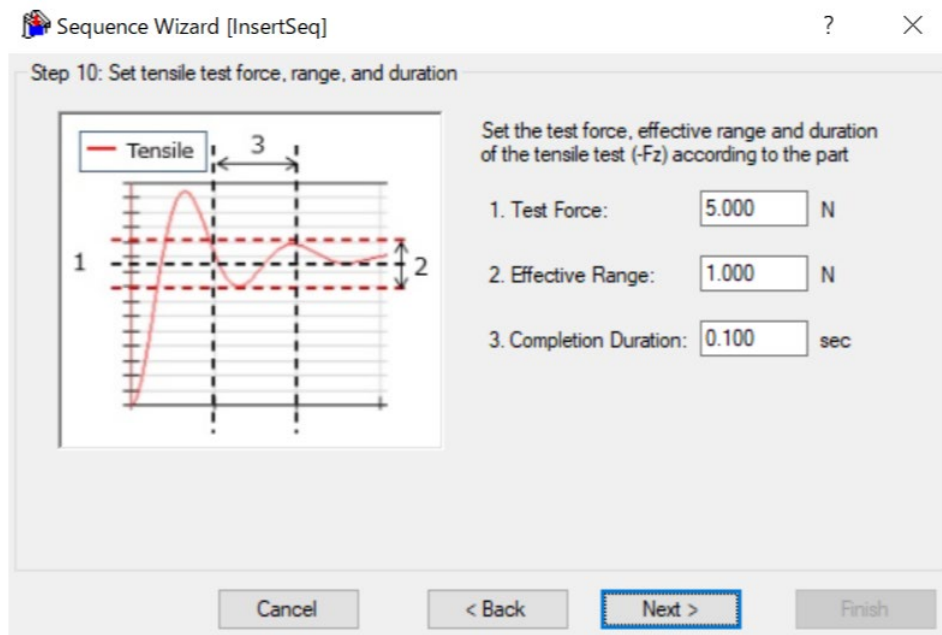 Sequence Wizard [InsertSeq]
?
Step 10: Set tensile test force, range, and duration
Tensile
3
1
2
Set the test force, effective range and duration
of the tensile test (-Fz) according to the part
1. Test Force: 5.000 N
2. Effective Range: 1.000 N
3. Completion Duration: 0.100 sec
Cancel
< Back
Next >
Finish